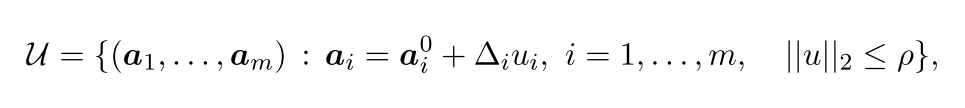 𝒰 = {(𝒂₁, . . . , 𝒂ₘ) : 𝒂ᵢ = 𝒂ᵢ⁰ + Δᵢuᵢ, i = 1, . . . , m, ||u||₂ ≤ ρ},